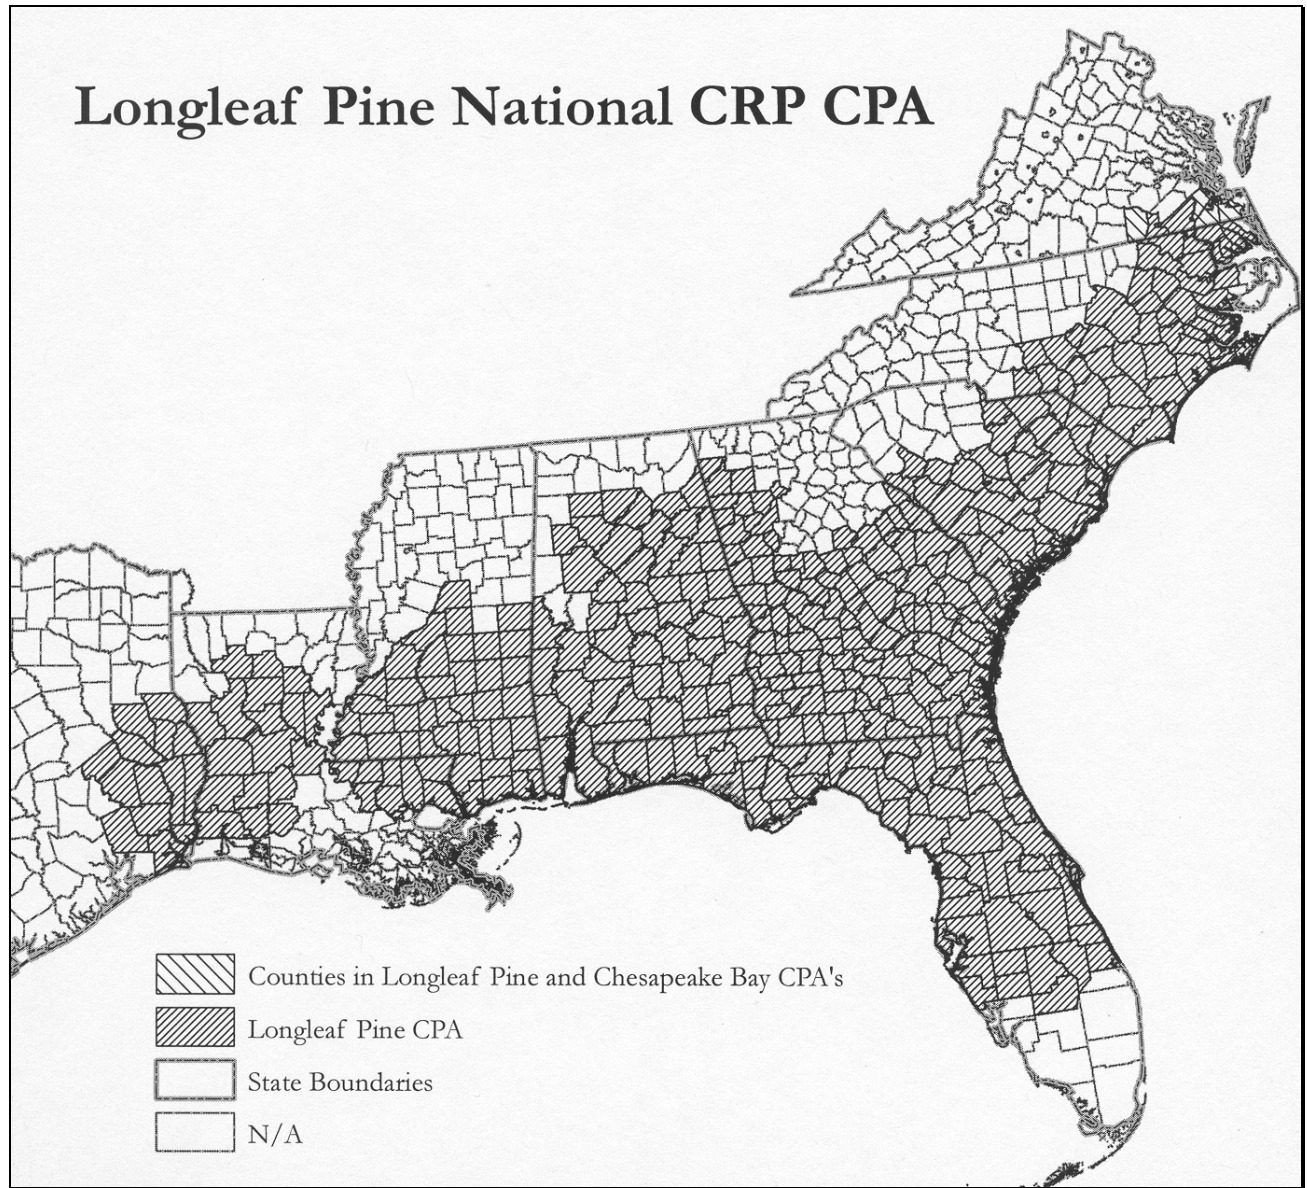 Longleaf Pine National CRP CPA
Counties in Longleaf Pine and Chesapeake Bay CPA's
Longleaf Pine CPA
State Boundaries
N/A